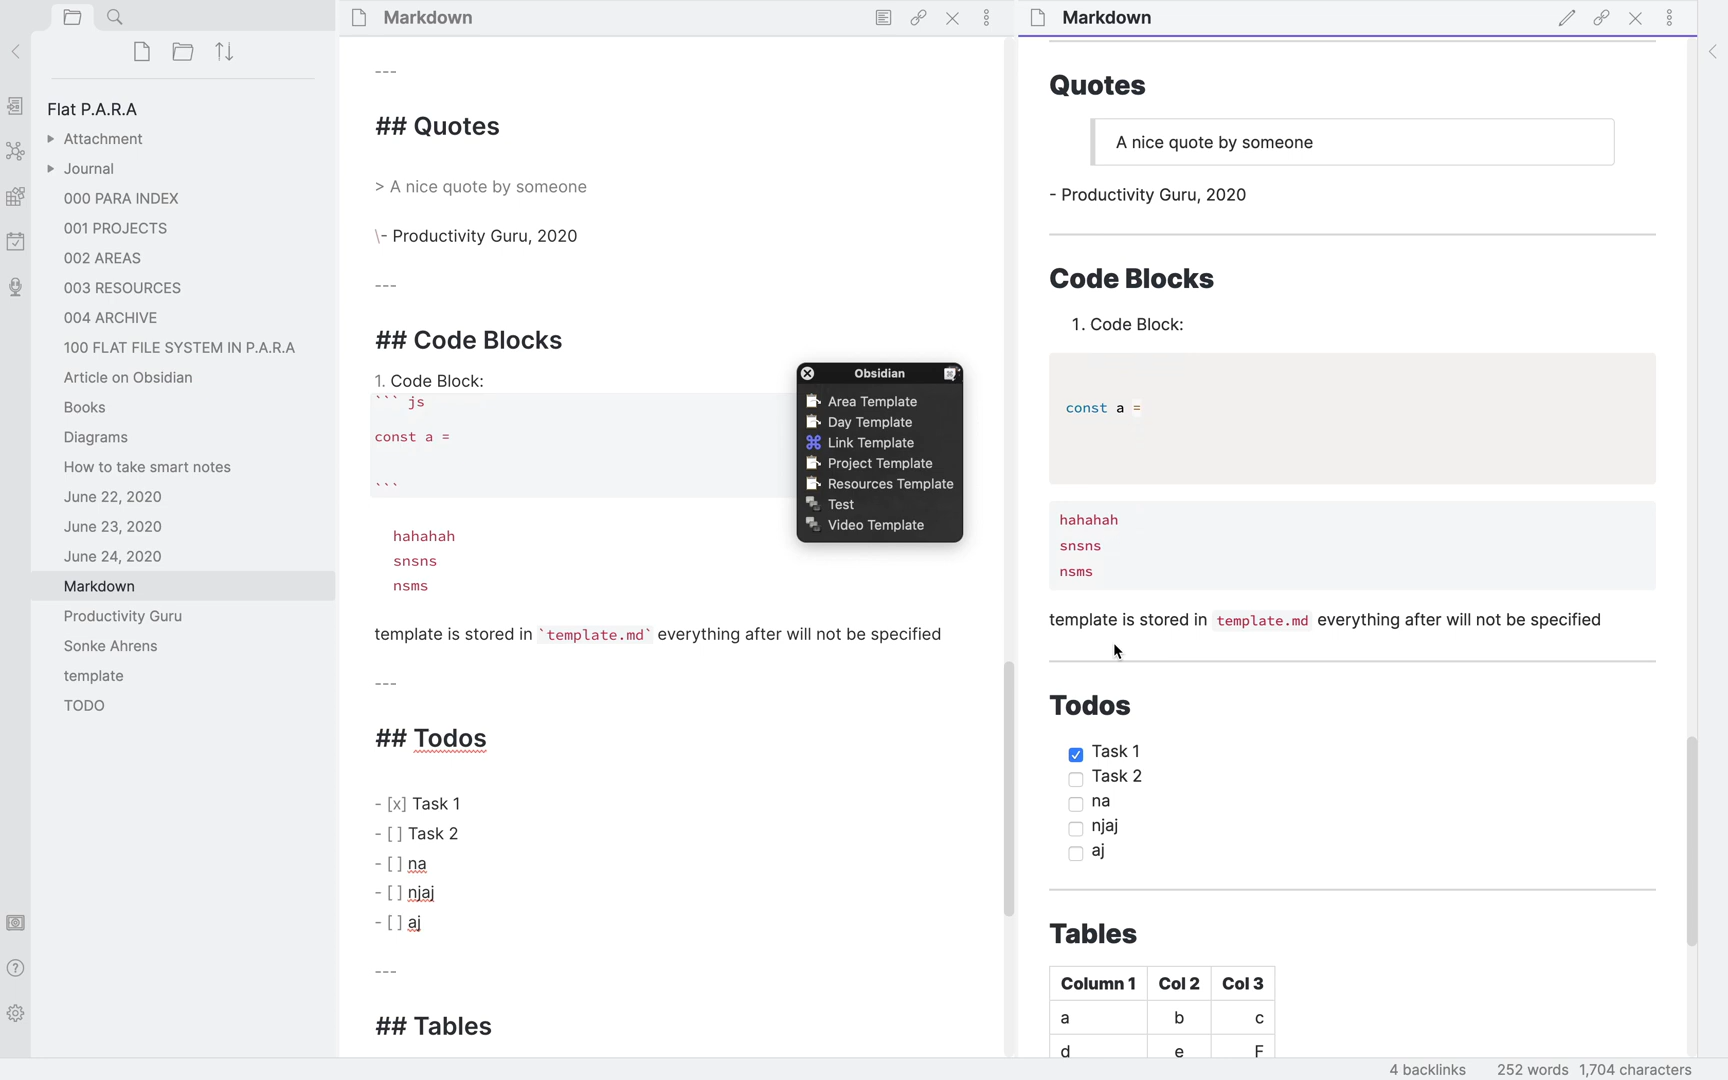 Flat P.A.R.A
Attachment
Journal
000 PARA INDEX
001 PROJECTS
002 AREAS
003 RESOURCES
004 ARCHIVE
100 FLAT FILE SYSTEM IN P.A.R.A
Article on Obsidian
Books
Diagrams
How to take smart notes
June 22, 2020
June 23, 2020
June 24, 2020
Markdown
Productivity Guru
Sonke Ahrens
template
TODO
Markdown
---
## Quotes
> A nice quote by someone
\- Productivity Guru, 2020
---
## Code Blocks
1. Code Block:
``` js
const a =
```
hahahah
snsns
nsms
template is stored in `template.md` everything after will not be specified
---
## Todos
- [x] Task 1
- [ ] Task 2
- [ ] na
- [ ] njaj
- [ ] aj
---
## Tables
Obsidian
Area Template
Day Template
Link Template
Project Template
Resources Template
Test
Video Template
Markdown
Quotes
A nice quote by someone
- Productivity Guru, 2020
Code Blocks
1. Code Block:
const a =
hahahah
snsns
nsms
template is stored in template.md everything after will not be specified
Todos
Task 1
Task 2
na
njaj
aj
Tables
Column 1 Col 2 Col 3
a b c
d e F
4 backlinks 252 words 1,704 characters